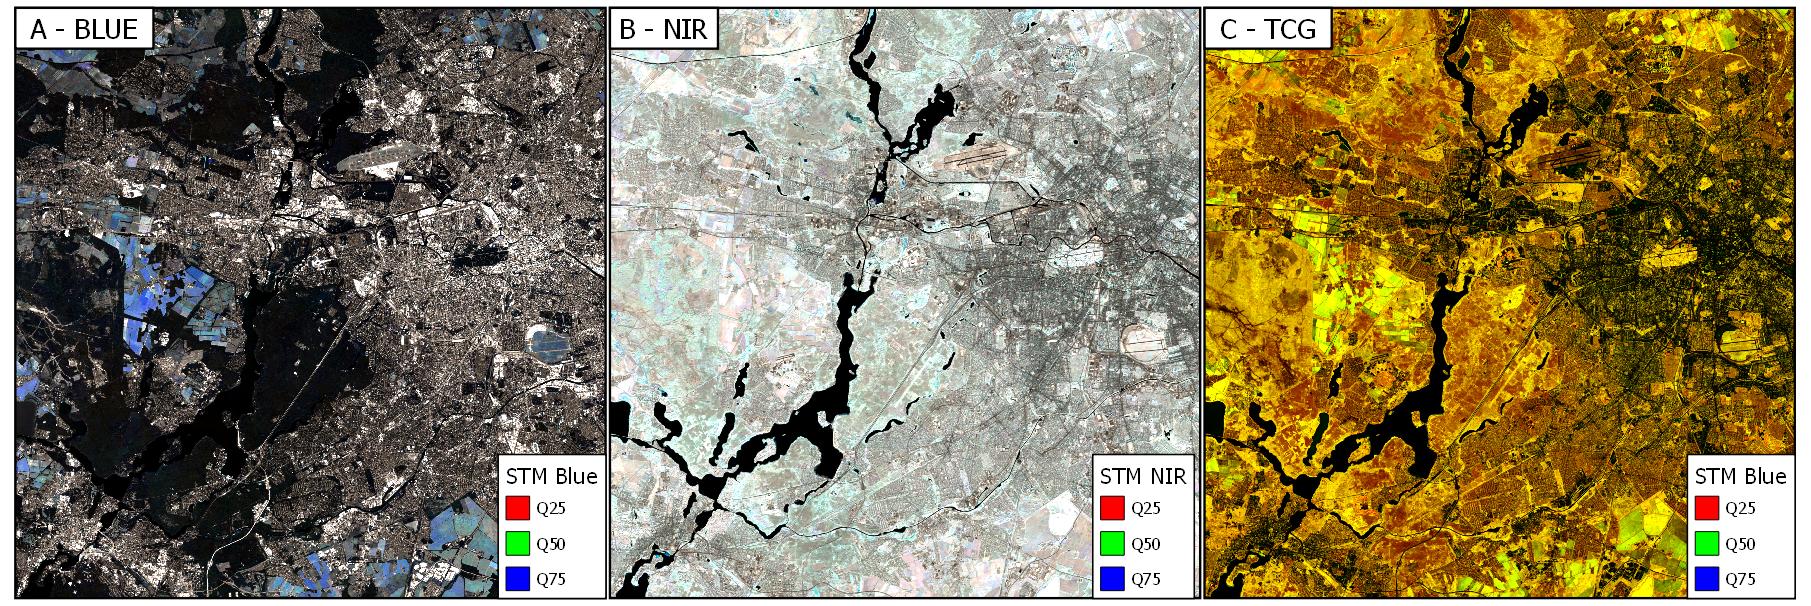 A - BLUE
B - NIR
C - TCG
STM Blue
Q25
Q50
Q75
STM NIR
Q25
Q50
Q75
STM Blue
Q25
Q50
Q75